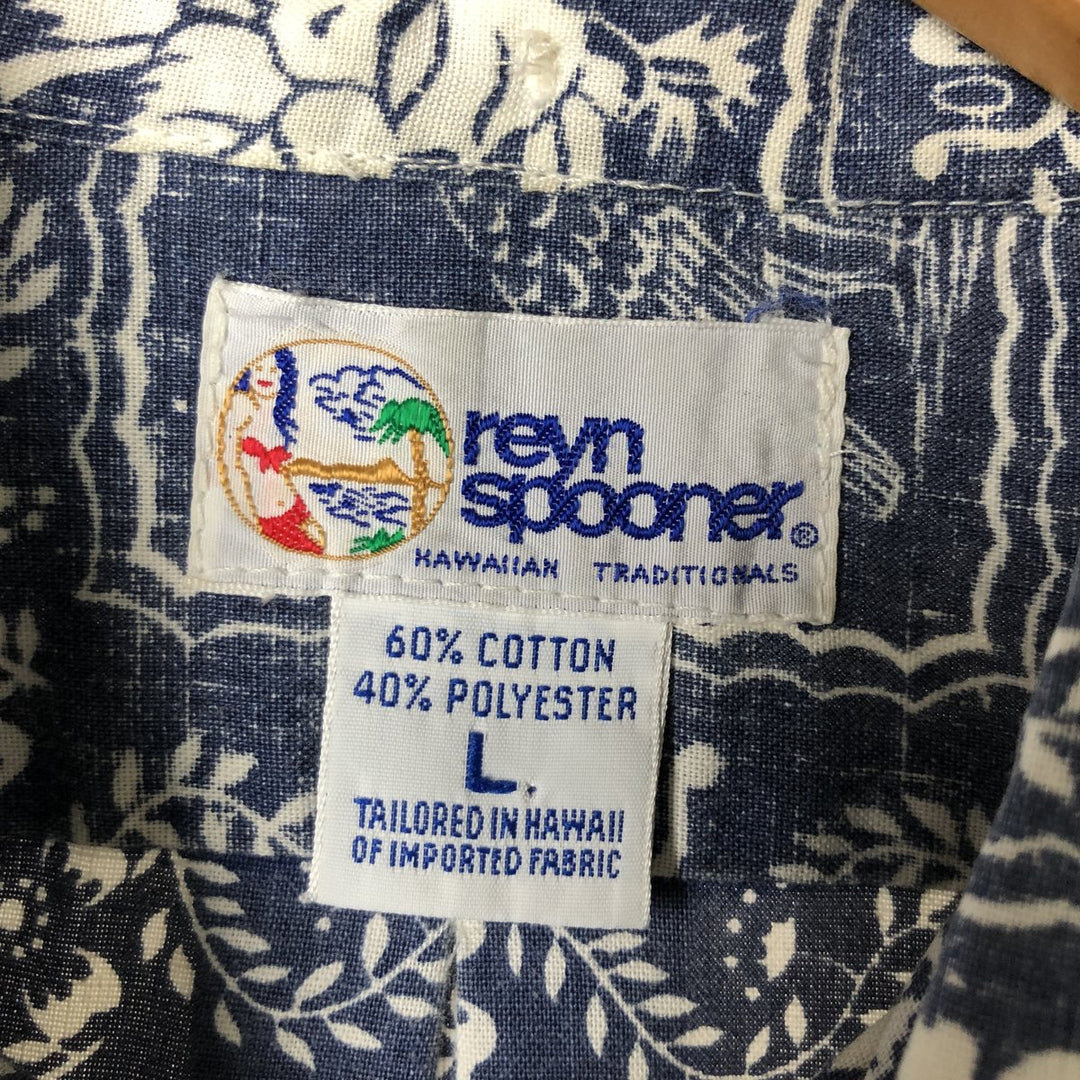 reyn
spooner®
HAWAIIAN TRADITIONALS
60% COTTON
40% POLYESTER
L
TAILORED IN HAWAII
OF IMPORTED FABRIC